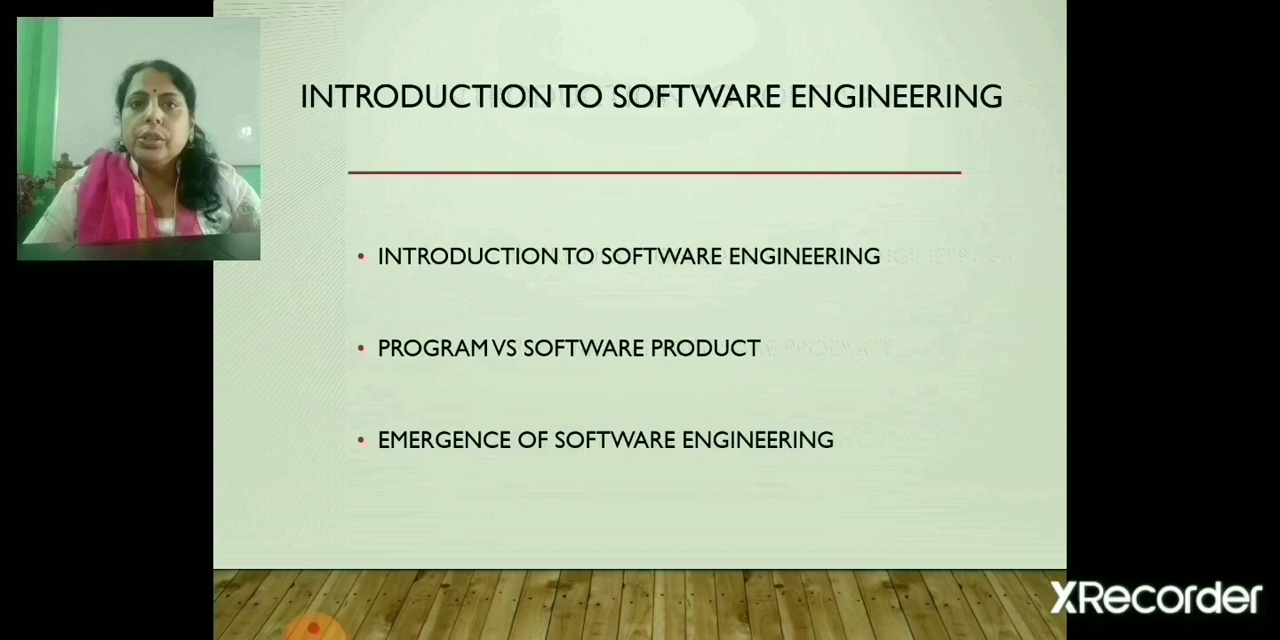 INTRODUCTION TO SOFTWARE ENGINEERING
• INTRODUCTION TO SOFTWARE ENGINEERING
• PROGRAM VS SOFTWARE PRODUCT
• EMERGENCE OF SOFTWARE ENGINEERING
XRecorder